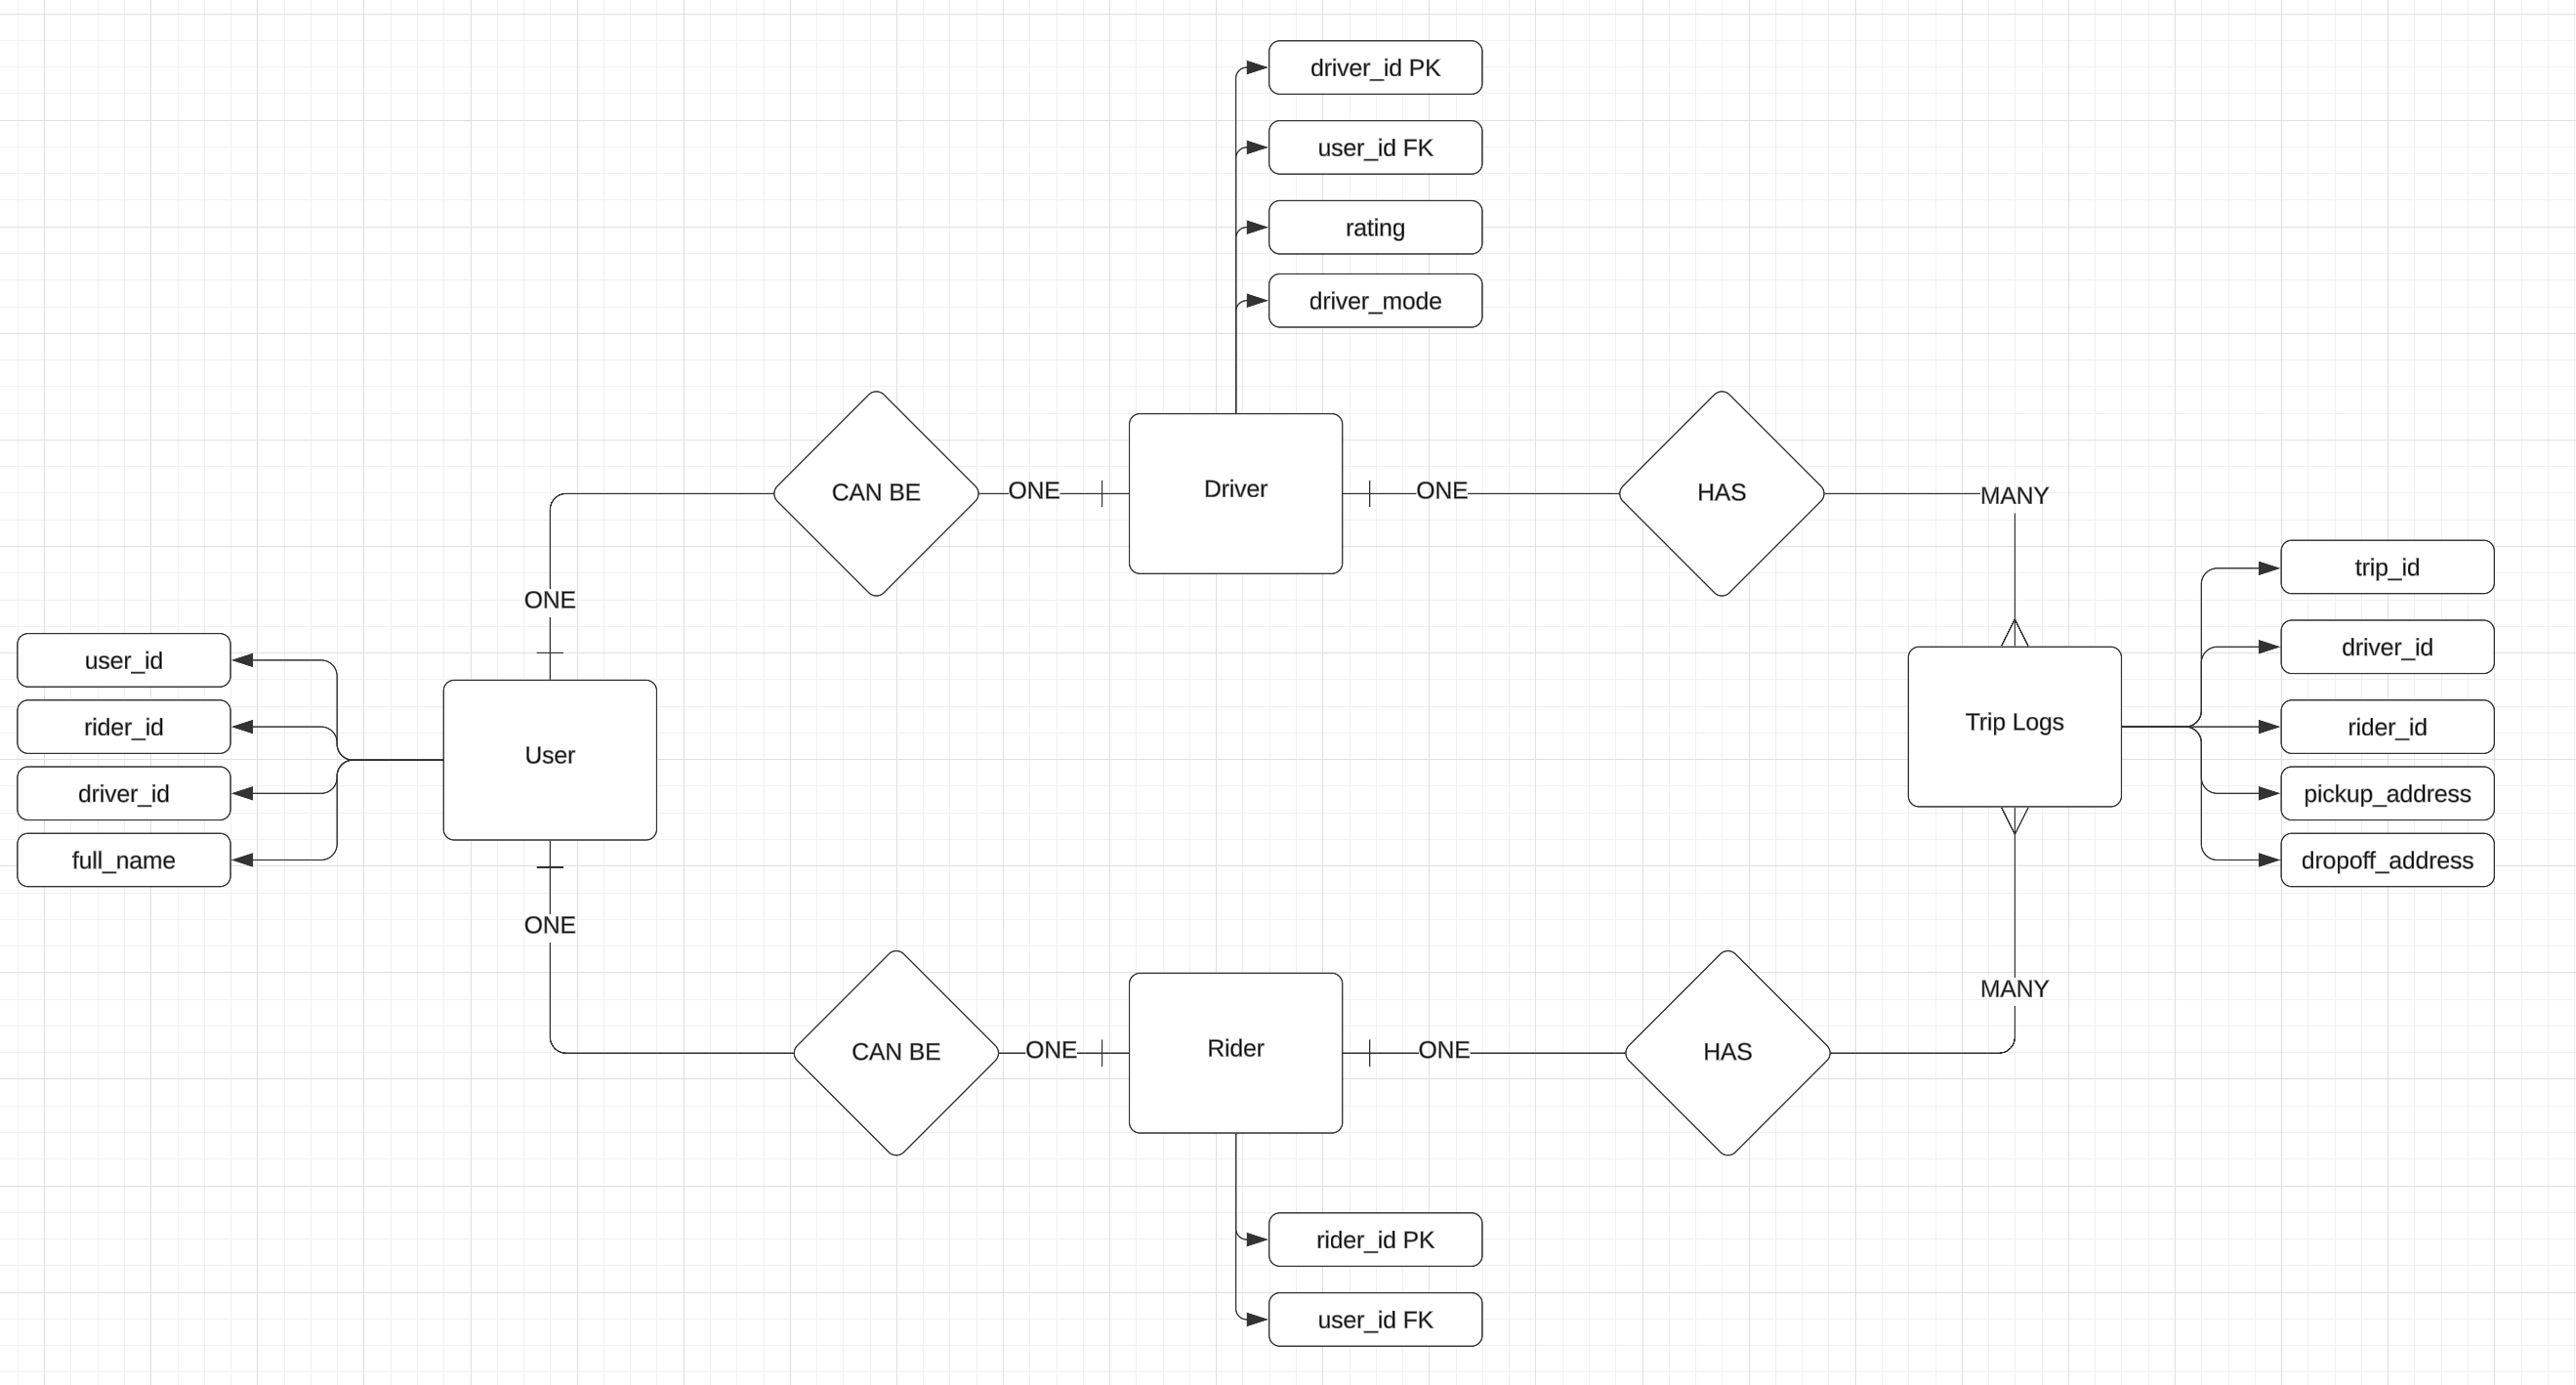 driver_id PK
user_id FK
rating
driver_mode
CAN BE
ONE
Driver
ONE
HAS
MANY
ONE
user_id
rider_id
driver_id
full_name
User
Trip Logs
trip_id
driver_id
rider_id
pickup_address
dropoff_address
ONE
MANY
CAN BE
ONE
Rider
ONE
HAS
rider_id PK
user_id FK